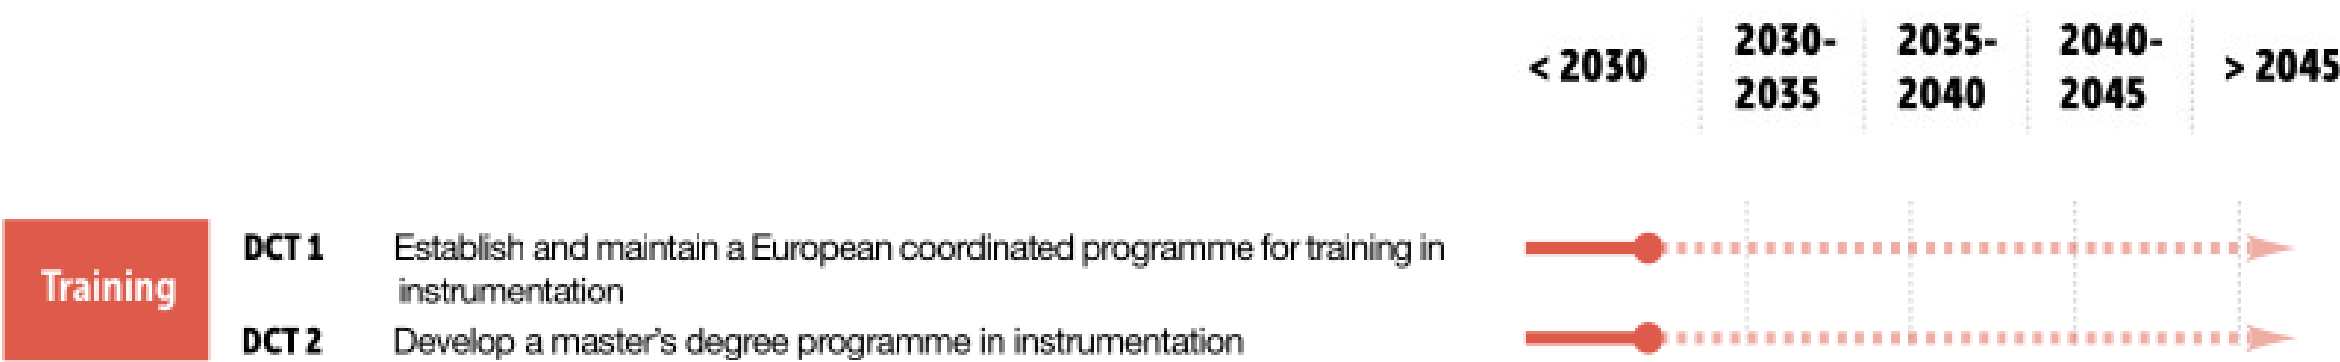 < 2030
2030-
2035
2035-
2040
2040-
2045
> 2045
Training
DCT 1
Establish and maintain a European coordinated programme for training in
instrumentation
DCT 2
Develop a master's degree programme in instrumentation